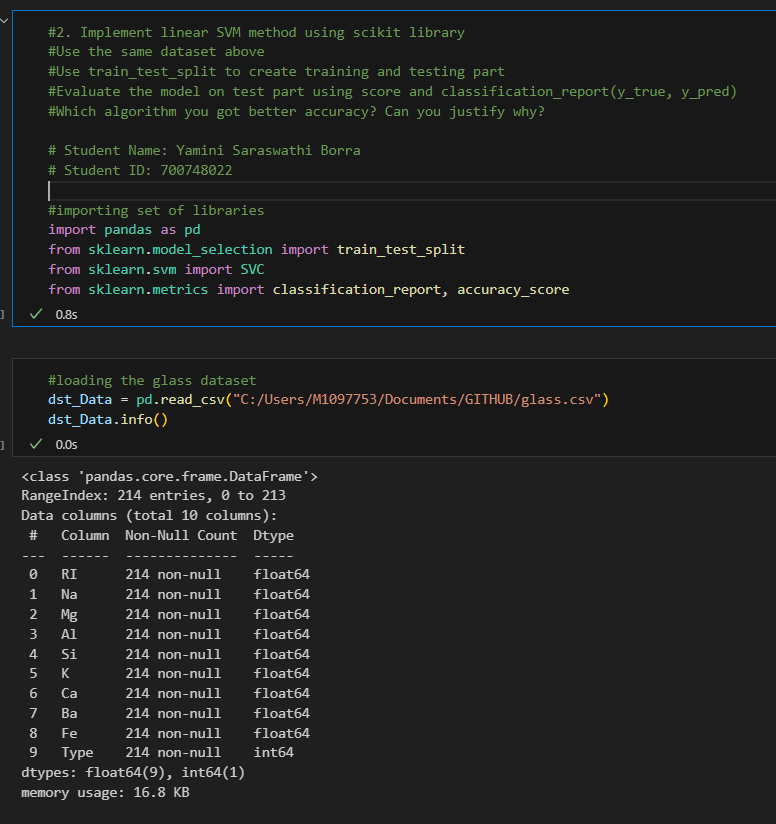 #2. Implement linear SVM method using scikit library
#Use the same dataset above
#Use train_test_split to create training and testing part
#Evaluate the model on test part using score and classification_report(y_true, y_pred)
#Which algorithm you got better accuracy? Can you justify why?
# Student Name: Yamini Saraswathi Borra
# Student ID: 700748022
#importing set of libraries
import pandas as pd
from sklearn.model_selection import train_test_split
from sklearn.svm import SVC
from sklearn.metrics import classification_report, accuracy_score
] 0.8s
#loading the glass dataset
dst_Data = pd.read_csv("C:/Users/M1097753/Documents/GITHUB/glass.csv")
dst_Data.info()
] 0.0s
<class 'pandas.core.frame.DataFrame'>
RangeIndex: 214 entries, 0 to 213
Data columns (total 10 columns):
 #   Column  Non-Null Count  Dtype
---  ------  --------------  -----
 0   RI      214 non-null    float64
 1   Na      214 non-null    float64
 2   Mg      214 non-null    float64
 3   Al      214 non-null    float64
 4   Si      214 non-null    float64
 5   K       214 non-null    float64
 6   Ca      214 non-null    float64
 7   Ba      214 non-null    float64
 8   Fe      214 non-null    float64
 9   Type    214 non-null    int64
dtypes: float64(9), int64(1)
memory usage: 16.8 KB